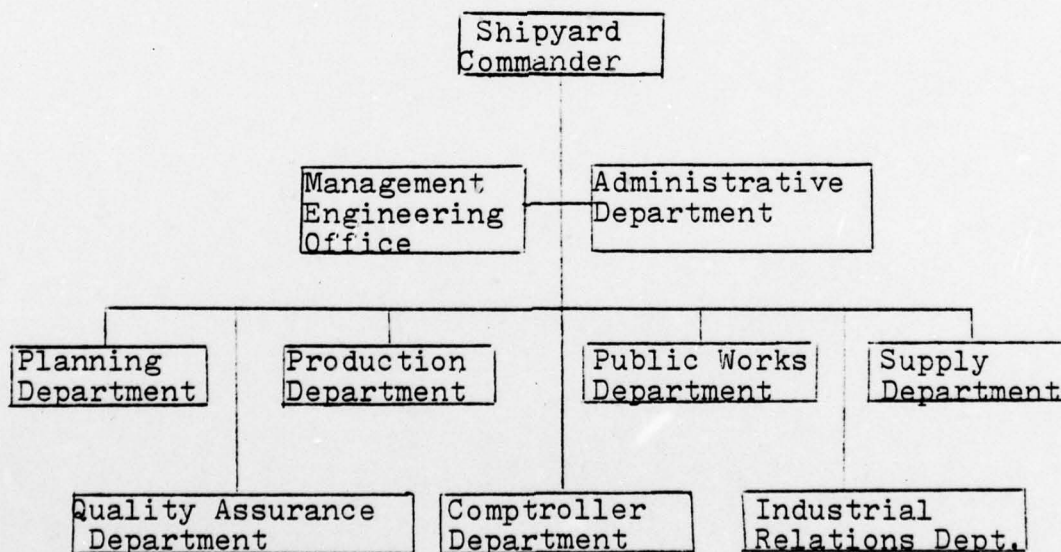 Shipyard
Commander
Management
Engineering
Office
Administrative
Department
Planning
Department
Production
Department
Public Works
Department
Supply
Department
Quality Assurance
Department
Comptroller
Department
Industrial
Relations Dept.